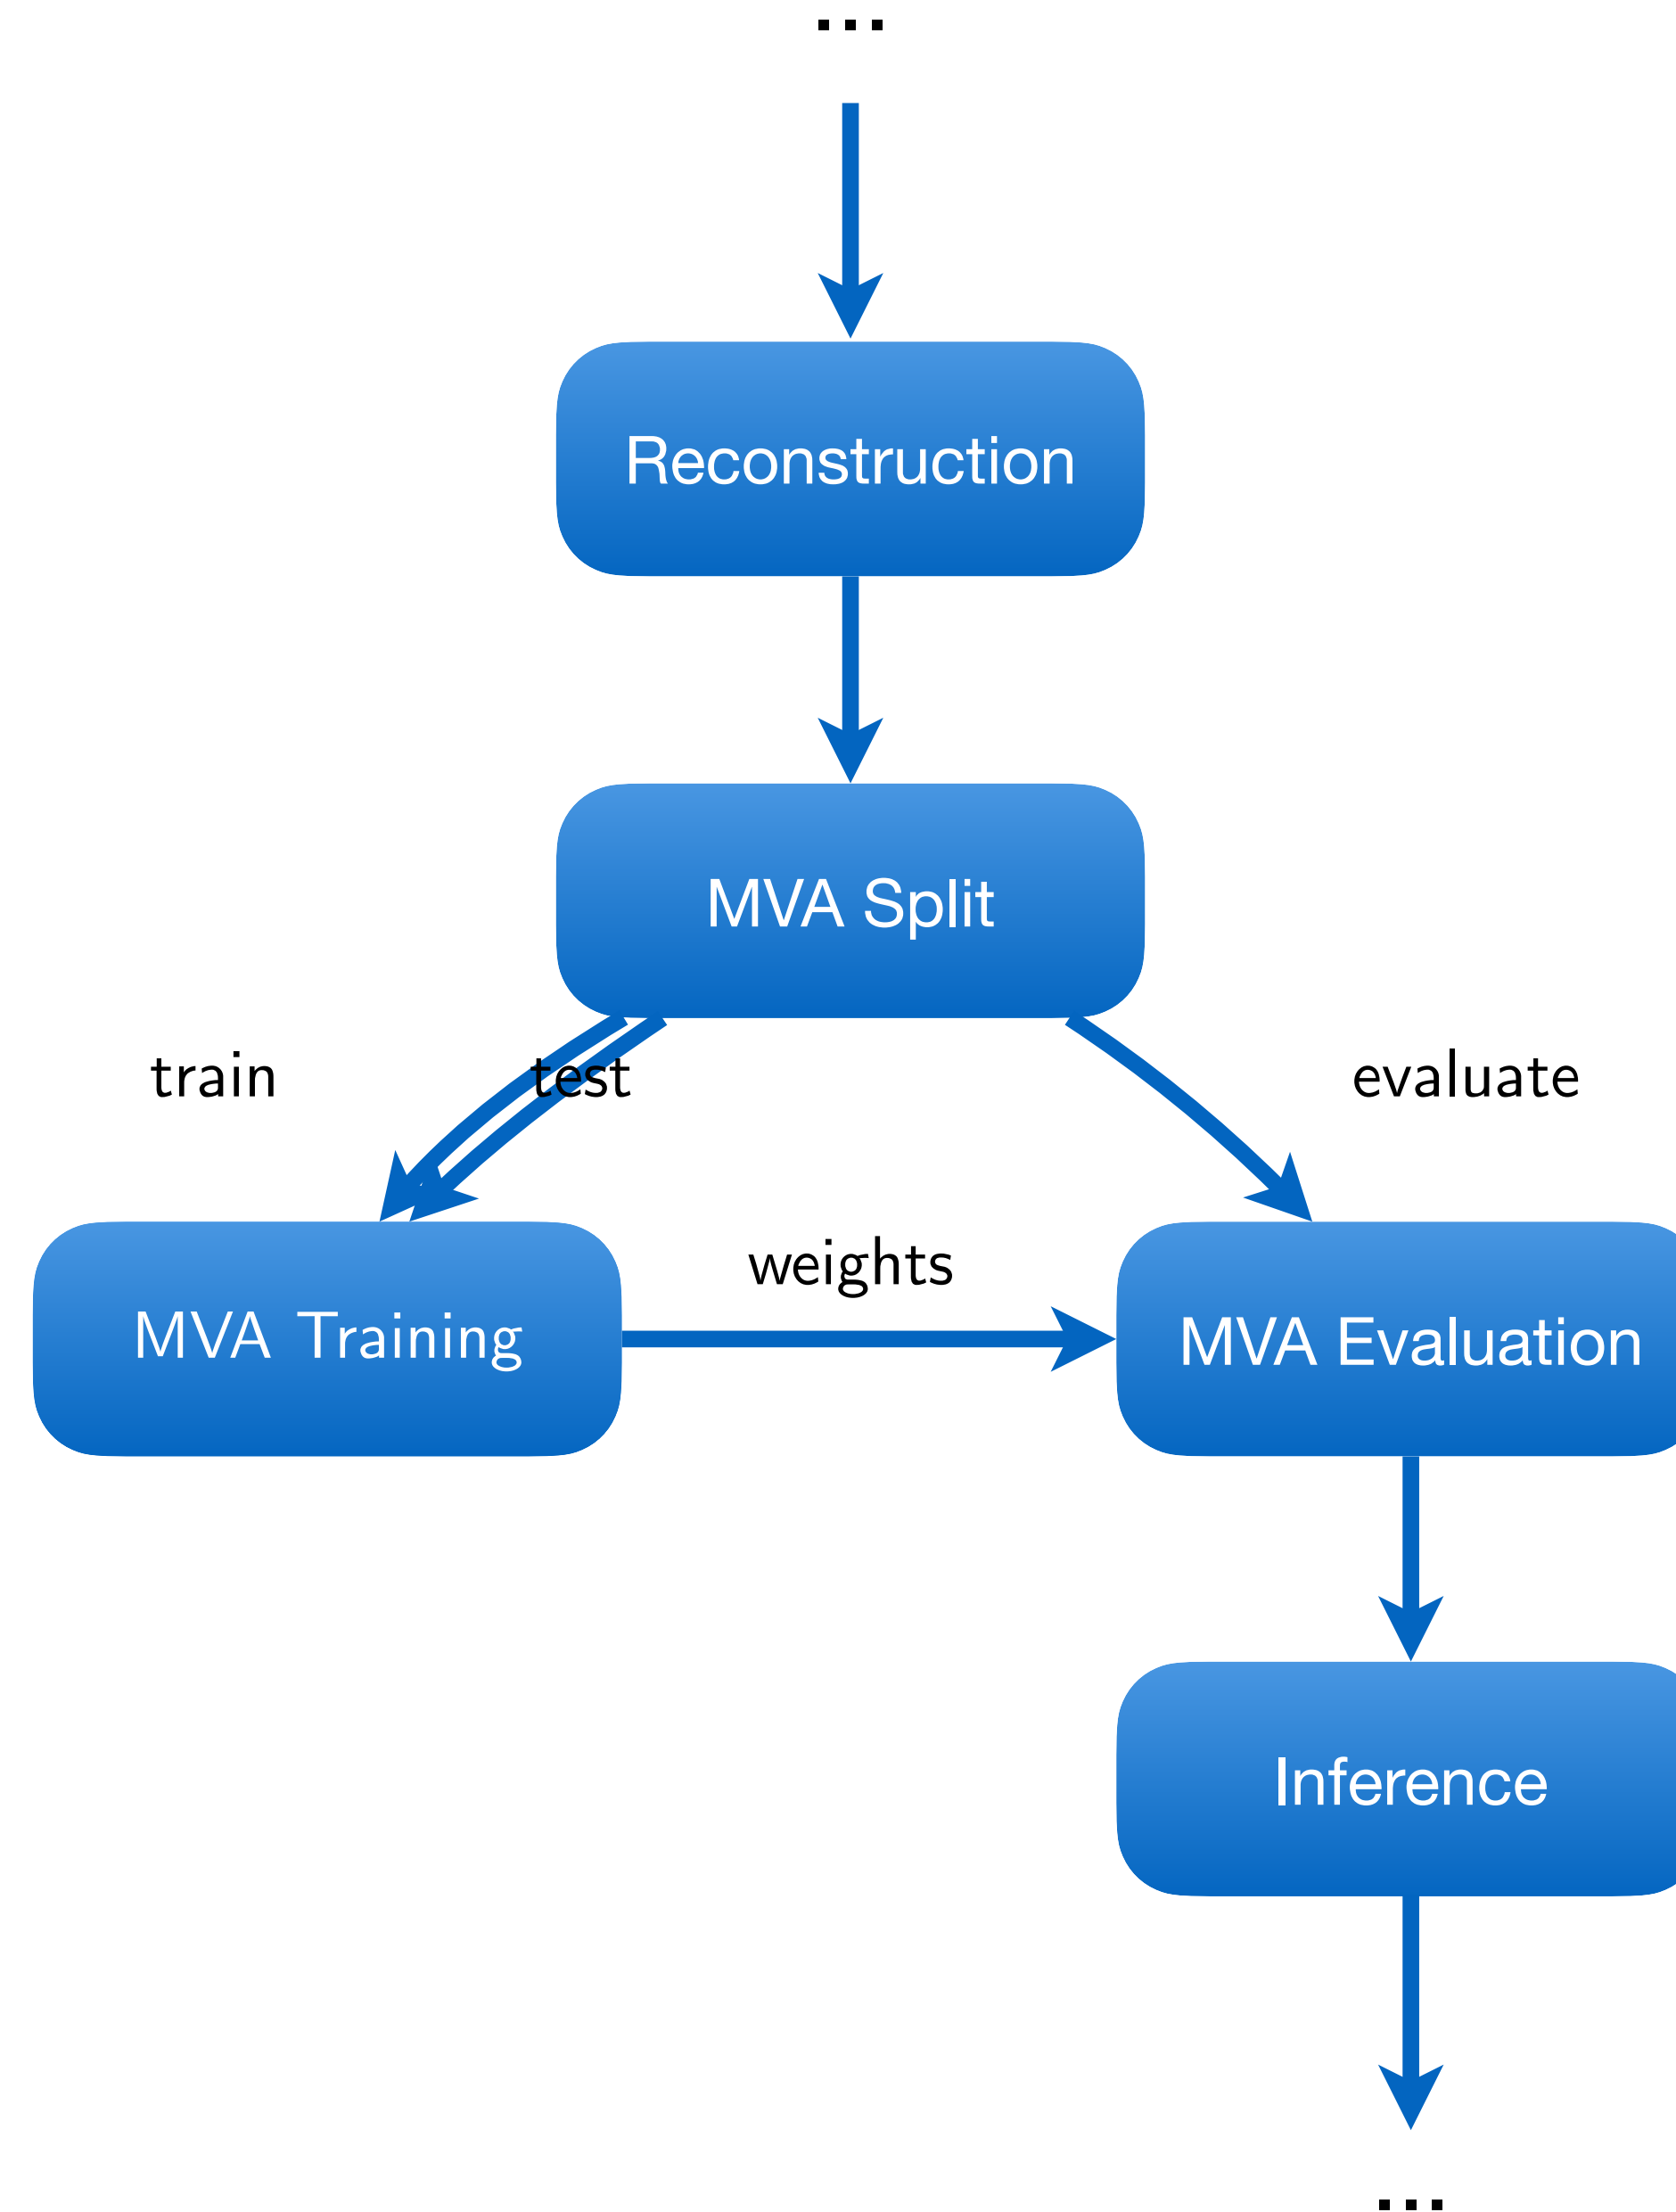 ...
Reconstruction
MVA Split
train
test
evaluate
weights
MVA Training
MVA Evaluation
Inference
...